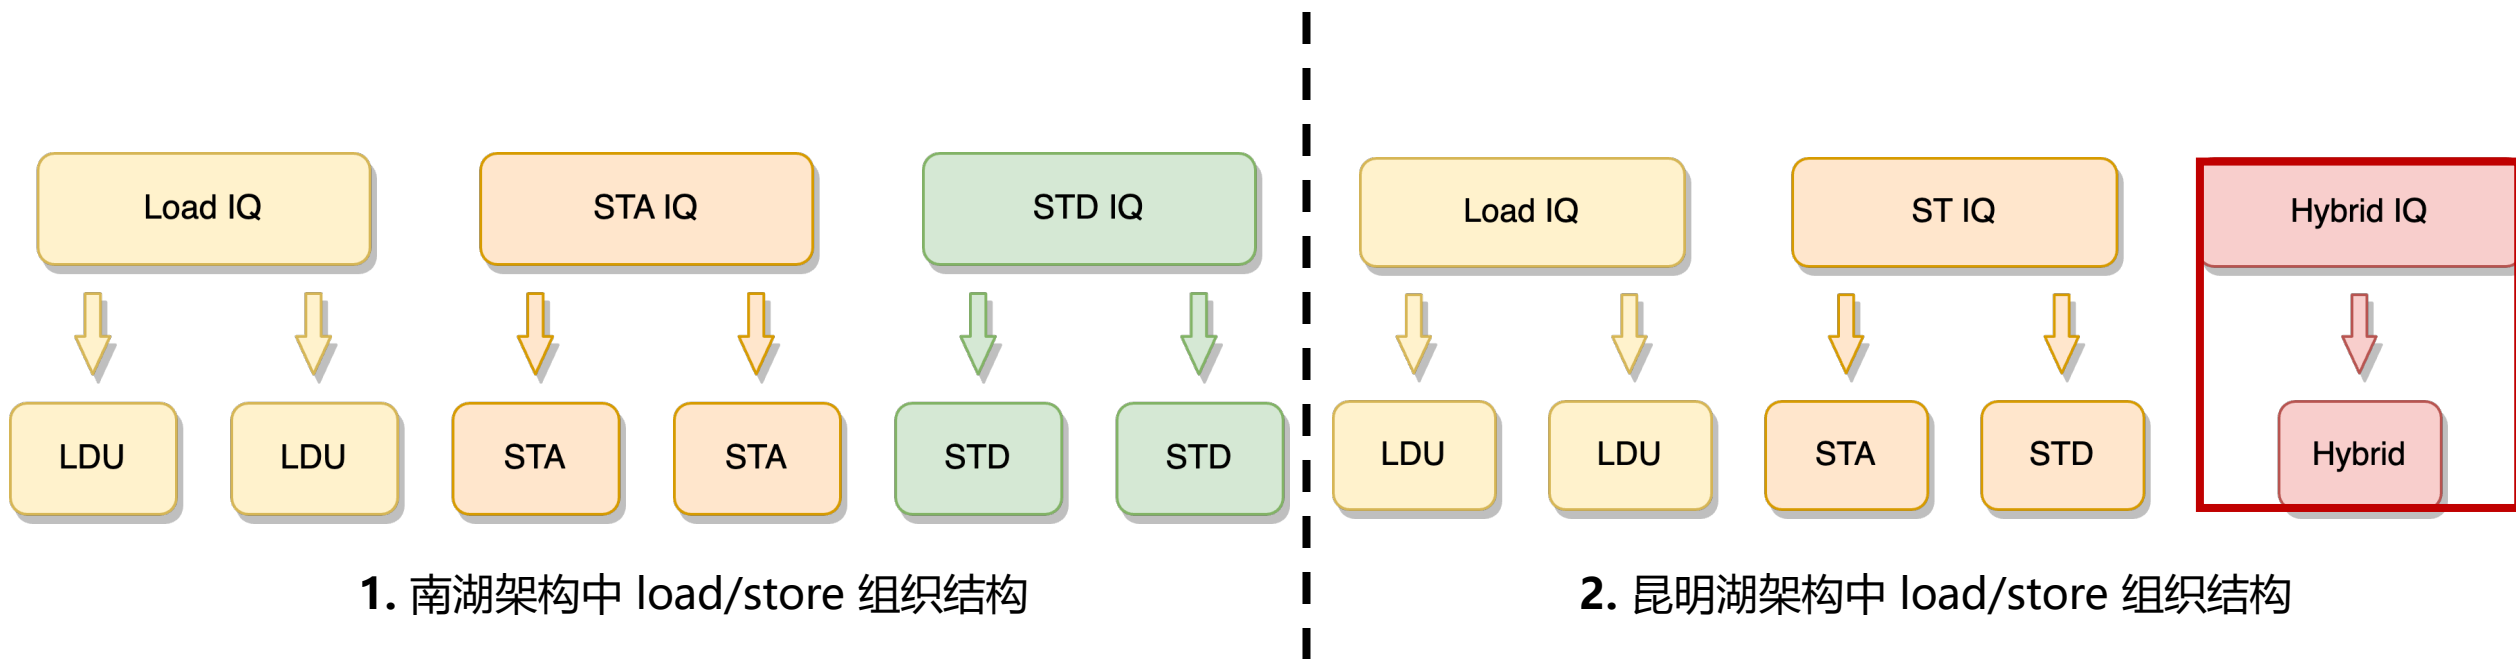 Load IQ
STA IQ
STD IQ
LDU
LDU
STA
STA
STD
STD
1. 南湖架构中 load/store 组织结构
Load IQ
ST IQ
Hybrid IQ
LDU
LDU
STA
STD
Hybrid
2. 昆明湖架构中 load/store 组织结构